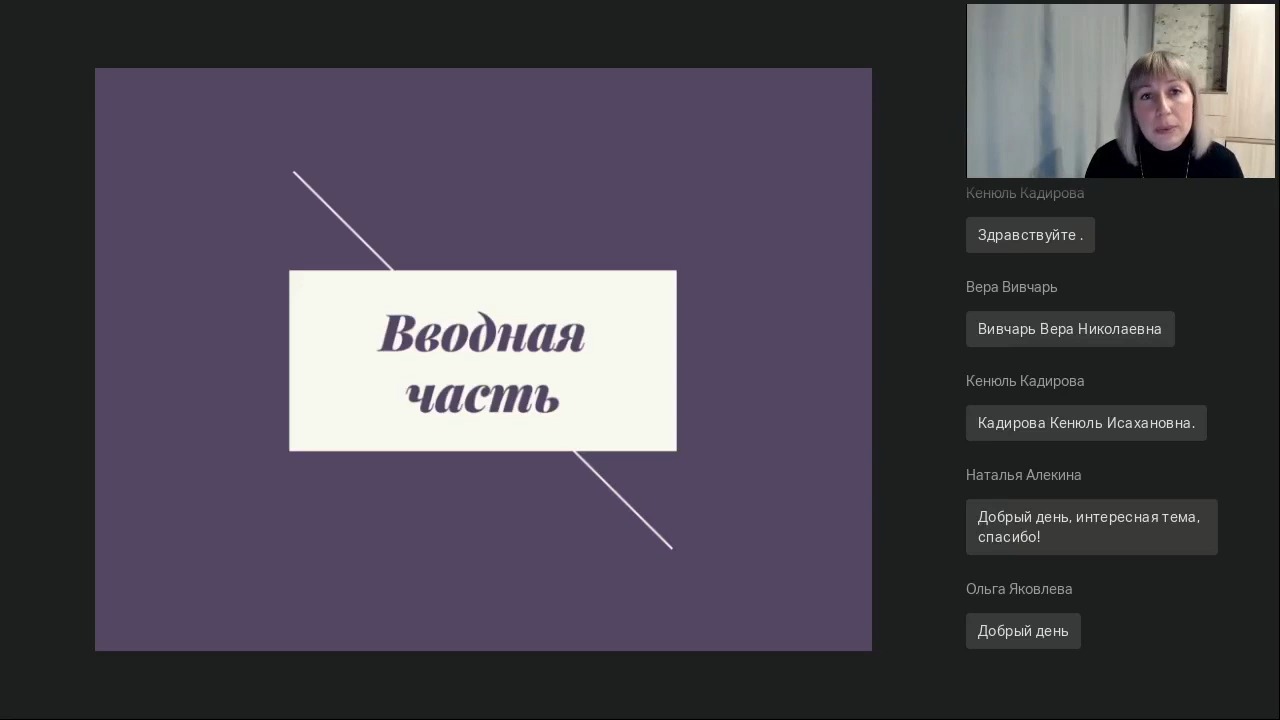 Вводная
часть
Кенюль Кадирова
Здравствуйте .
Вера Вивчарь
Вивчарь Вера Николаевна
Кенюль Кадирова
Кадирова Кенюль Исахановна.
Наталья Алекина
Добрый день, интересная тема,
спасибо!
Ольга Яковлева
Добрый день